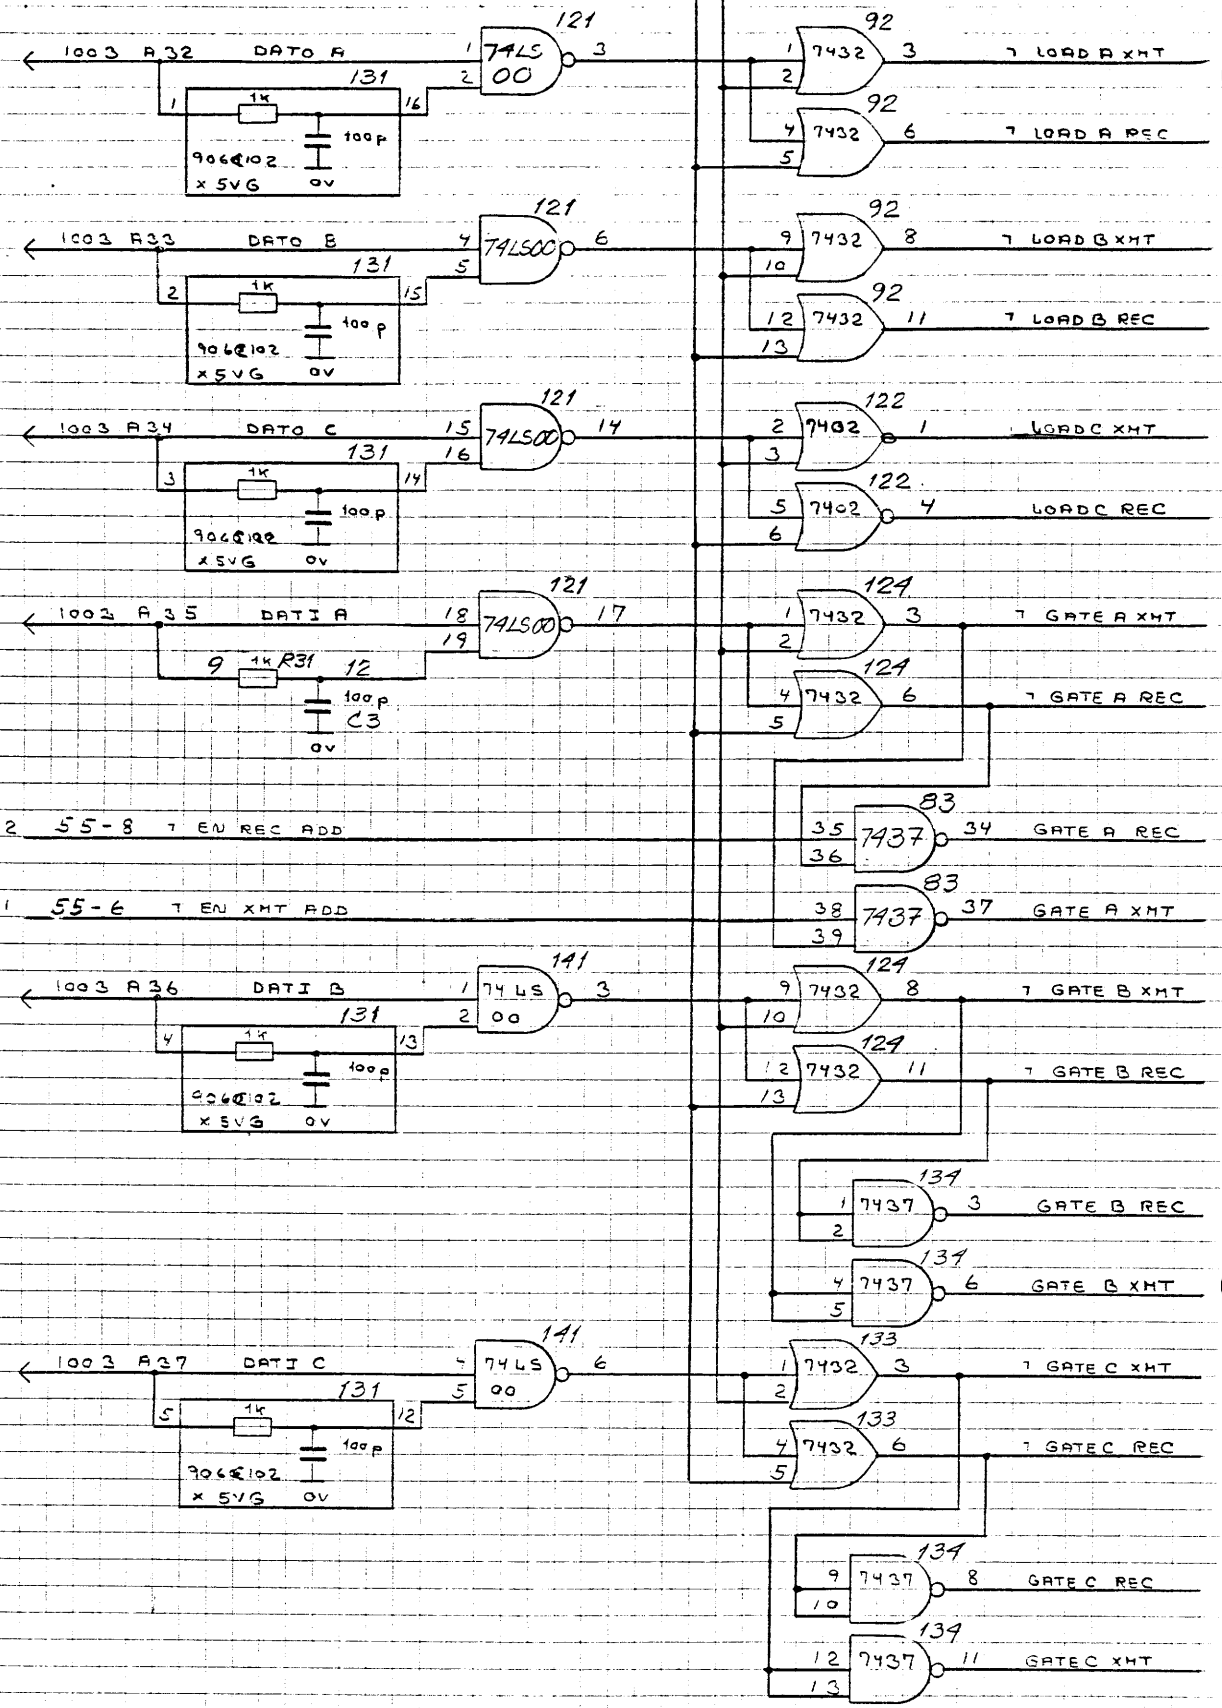 121 92
1003 A32 DATO A 1 74LS 3 1 7432 3 ˥ LOAD A XMT
131 2 00 2
1 1k 16 92
100p 4 7432 6 ˥ LOAD A REC
906C102 5
x 5VG 0V
121 92
1003 A33 DATO B 4 74LS00 6 9 7432 8 ˥ LOAD B XMT
131 5 10
2 1k 15 92
100p 12 7432 11 ˥ LOAD B REC
906C102 13
x 5VG 0V
121 122
1003 A34 DATO C 15 74LS00 14 2 7402 1 LOAD C XMT
131 16 3
3 1k 14 122
100p 5 7402 4 LOAD C REC
906C102 6
x 5VG 0V
121 124
1003 A35 DATI A 18 74LS00 17 1 7432 3 ˥ GATE A XMT
19 2
9 1k R31 12 124
100p 4 7432 6 ˥ GATE A REC
C3 5
0V
83
2 55-8 ˥ EN REC ADD 35 7437 34 GATE A REC
36
83
1 55-6 ˥ EN XMT ADD 38 7437 37 GATE A XMT
39
141 124
1003 A36 DATI B 1 74LS 3 9 7432 8 ˥ GATE B XMT
131 2 00 10
4 1k 13 124
100p 12 7432 11 ˥ GATE B REC
906C102 13
x 5VG 0V
134
1 7437 3 GATE B REC
2
134
4 7437 6 GATE B XMT
5
141 133
1003 A37 DATI C 4 74LS 6 1 7432 3 ˥ GATE C XMT
131 5 00 2
5 1k 12 133
100p 4 7432 6 ˥ GATE C REC
906C102 5
x 5VG 0V
134
9 7437 8 GATE C REC
10
134
12 7437 11 GATE C XMT
13